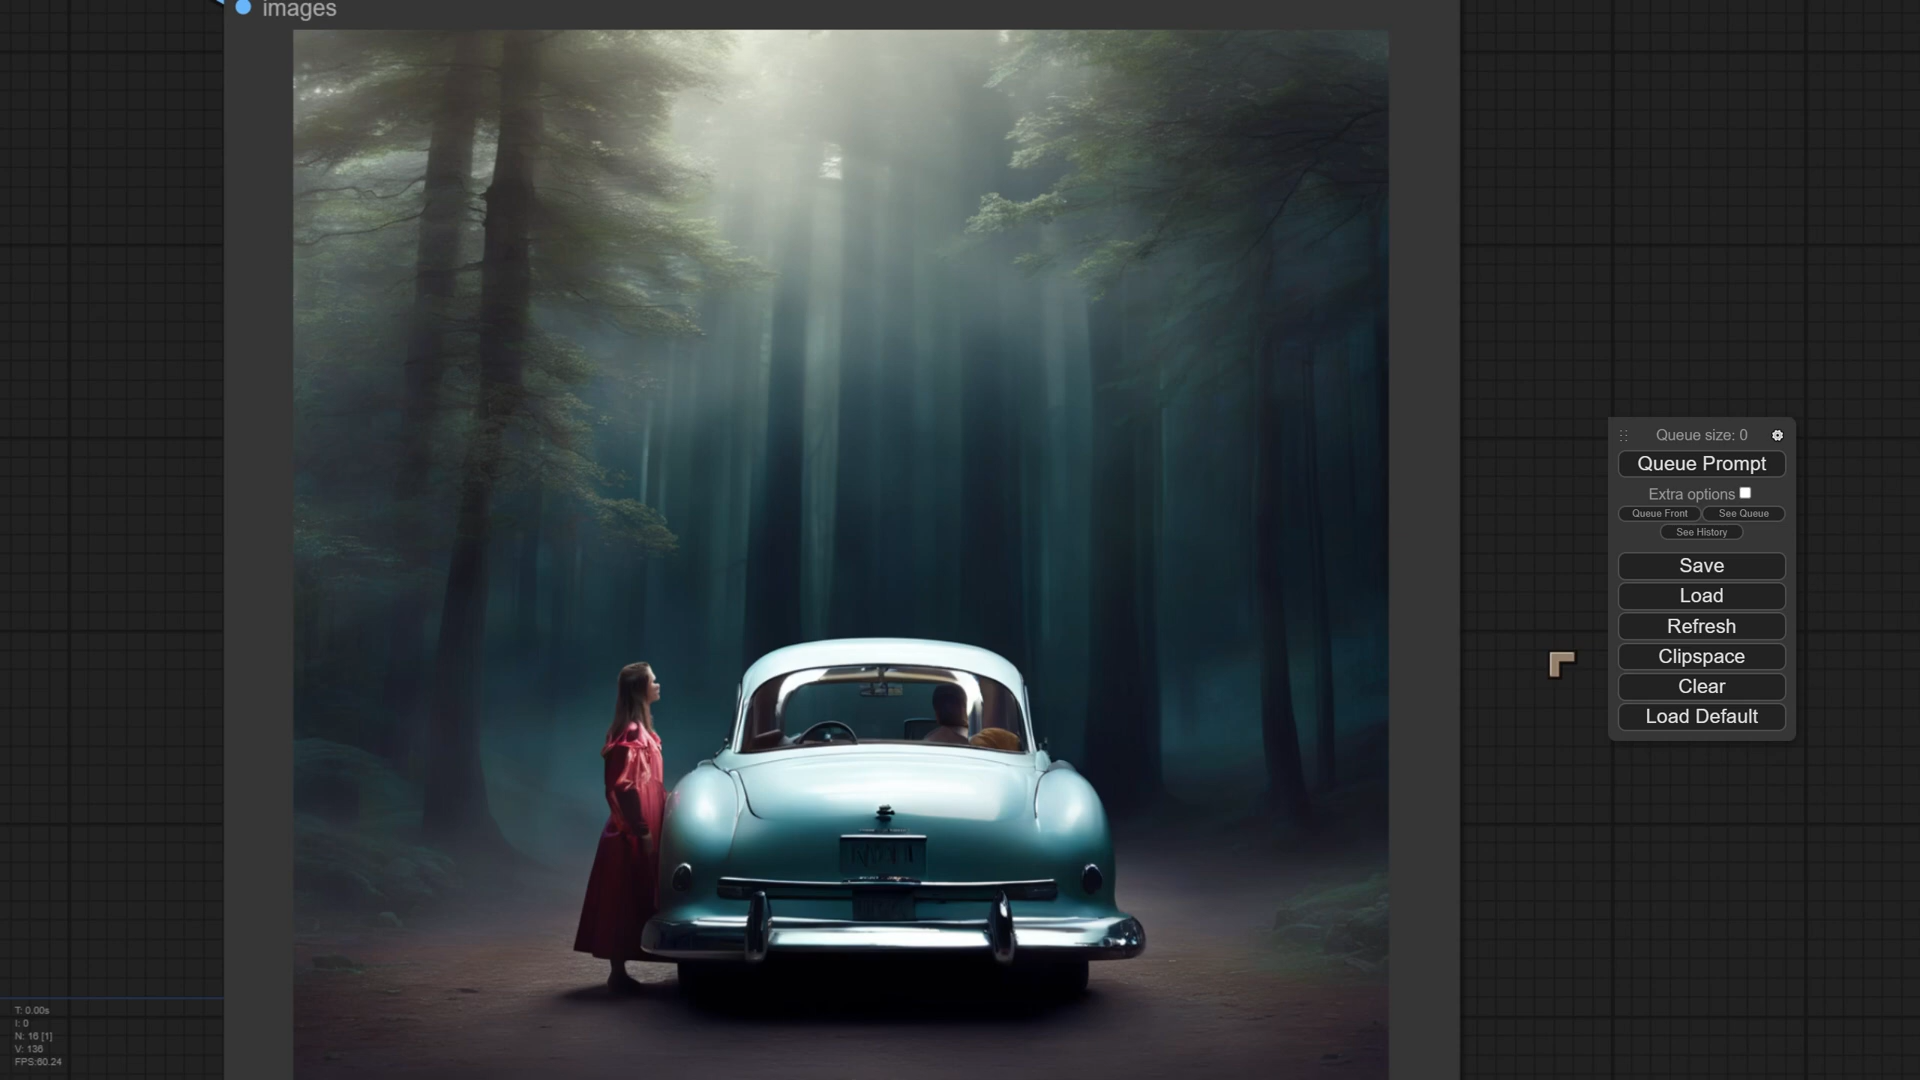 images
Queue size: 0
Queue Prompt
Extra options
Queue Front
See Queue
See History
Save
Load
Refresh
Clipspace
Clear
Load Default
T: 0.00s
I: 0
N: 16 [1]
V: 136
FPS:60.24